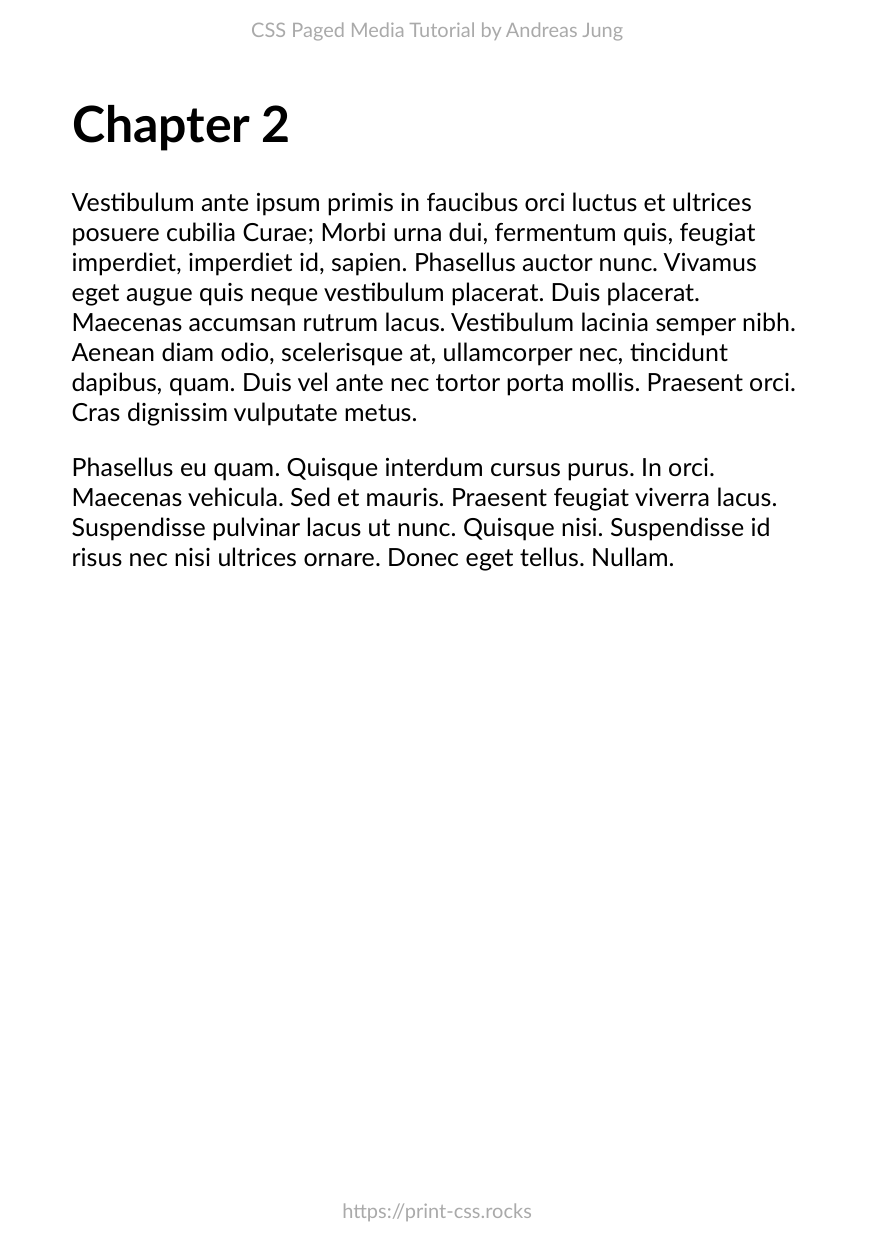 CSS Paged Media Tutorial by Andreas Jung
Chapter 2
Vestibulum ante ipsum primis in faucibus orci luctus et ultrices
posuere cubilia Curae; Morbi urna dui, fermentum quis, feugiat
imperdiet, imperdiet id, sapien. Phasellus auctor nunc. Vivamus
eget augue quis neque vestibulum placerat. Duis placerat.
Maecenas accumsan rutrum lacus. Vestibulum lacinia semper nibh.
Aenean diam odio, scelerisque at, ullamcorper nec, tincidunt
dapibus, quam. Duis vel ante nec tortor porta mollis. Praesent orci.
Cras dignissim vulputate metus.
Phasellus eu quam. Quisque interdum cursus purus. In orci.
Maecenas vehicula. Sed et mauris. Praesent feugiat viverra lacus.
Suspendisse pulvinar lacus ut nunc. Quisque nisi. Suspendisse id
risus nec nisi ultrices ornare. Donec eget tellus. Nullam.
https://print-css.rocks